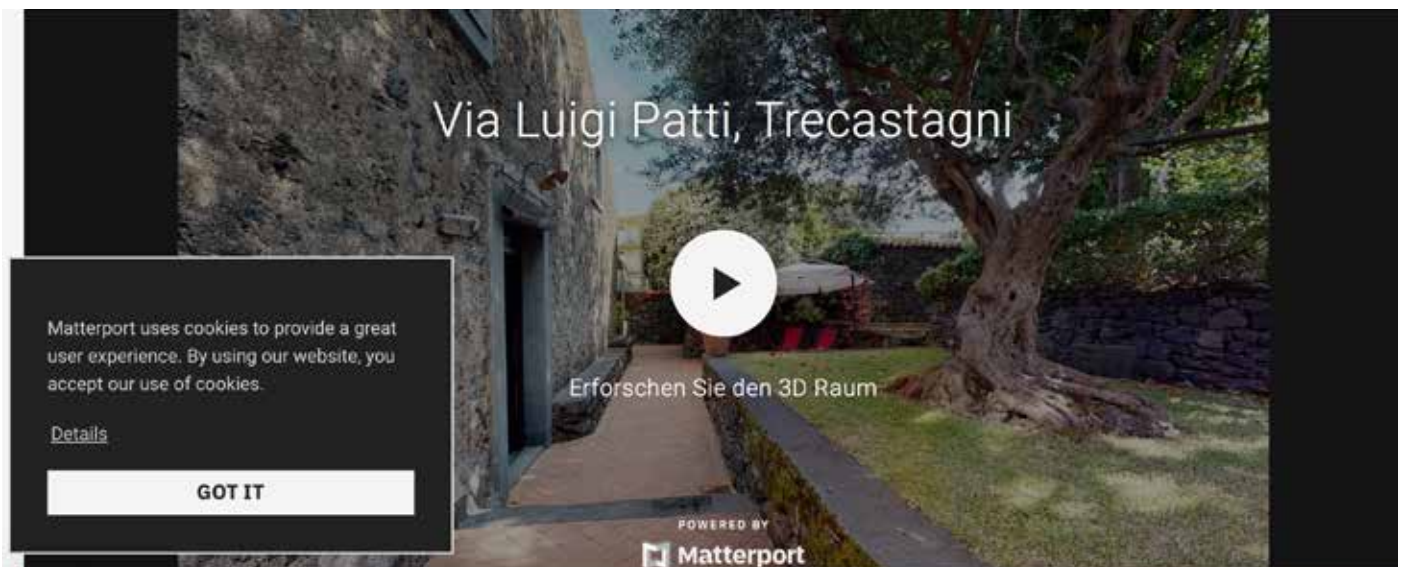 Via Luigi Patti, Trecastagni
Erforschen Sie den 3D Raum
Matterport uses cookies to provide a great
user experience. By using our website, you
accept our use of cookies.
Details
GOT IT
POWERED BY
Matterport